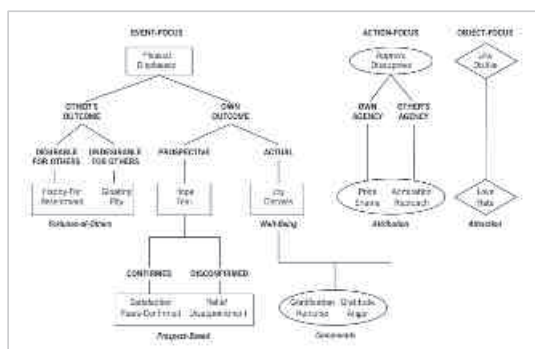 EVENT-FOCUS ACTION-FOCUS OBJECT-FOCUS
Pleased Approve Like
Displeased Disapprove Dislike
OTHER'S OWN
OUTCOME OUTCOME
OWN OTHER'S
AGENCY AGENCY
DESIRABLE UNDESIRABLE PROSPECTIVE ACTUAL
FOR OTHERS FOR OTHERS
Happy-For Gloating Hope Joy Pride Admiration Love
Resentment Pity Fear Distress Shame Reproach Hate
Fortunes-of-Others Well-Being Attribution Attraction
CONFIRMED DISCONFIRMED
Satisfaction Relief Gratification Gratitude
Fears-Confirmed Disappointment Remorse Anger
Prospect-Based